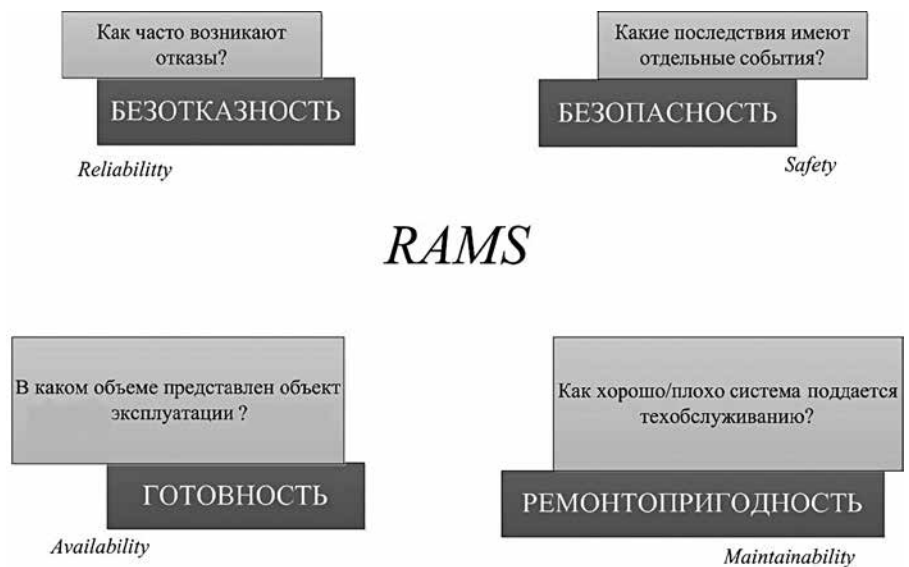 Как часто возникают
отказы?
БЕЗОТКАЗНОСТЬ
Reliabilitty
Какие последствия имеют
отдельные события?
БЕЗОПАСНОСТЬ
Safety
RAMS
В каком объеме представлен объект
эксплуатации ?
ГОТОВНОСТЬ
Availability
Как хорошо/плохо система поддается
техобслуживанию?
РЕМОНТОПРИГОДНОСТЬ
Maintainability